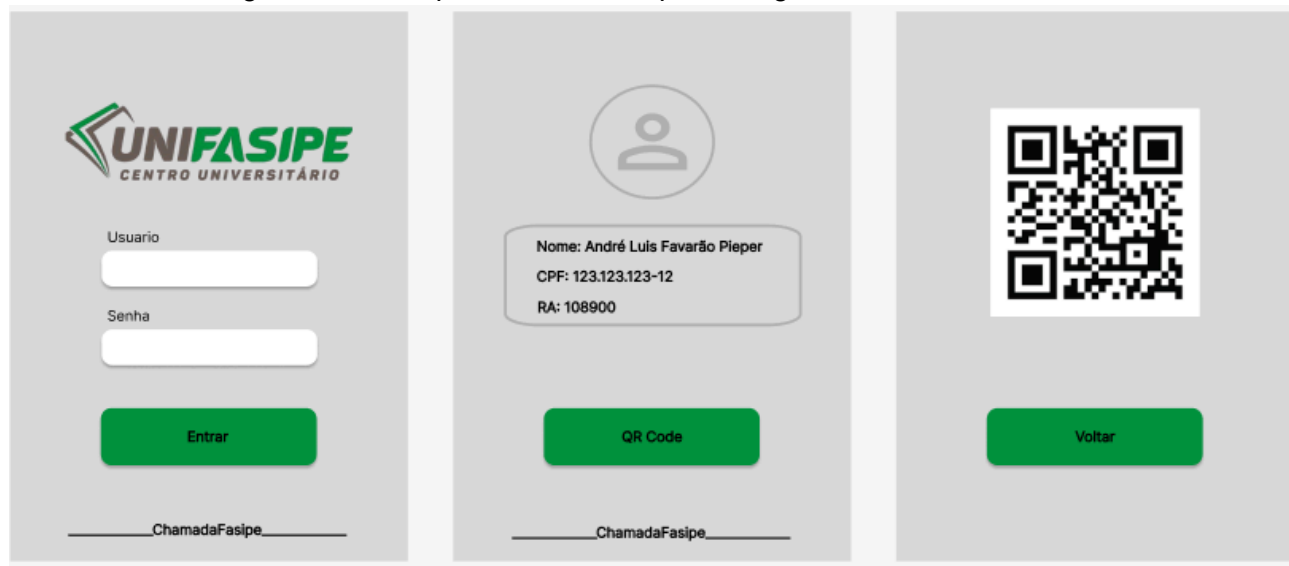 UNIFASIPE
CENTRO UNIVERSITÁRIO
Usuario
Senha
Entrar
ChamadaFasipe
Nome: André Luis Favarão Pieper
CPF: 123.123.123-12
RA: 108900
QR Code
ChamadaFasipe
Voltar